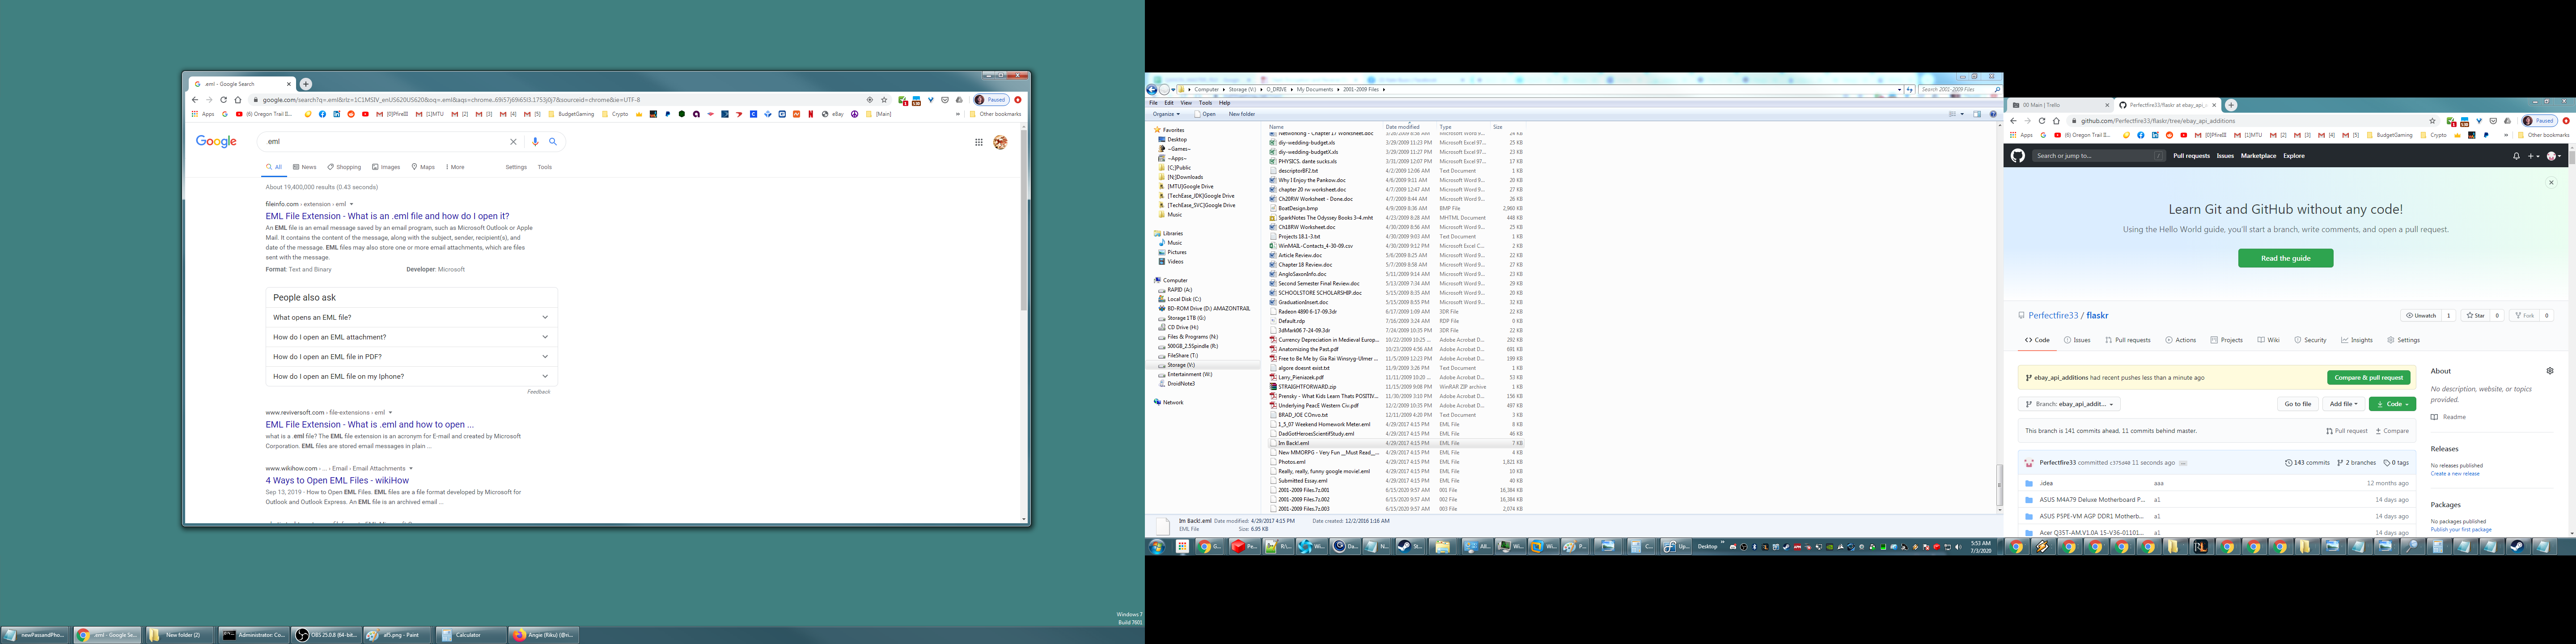 .eml - Google Search
google.com/search?q=.eml&rlz=1C1MSIV_enUS620US620&oq=.eml&aqs=chrome..69i57j69i65l3.1753j0j7&sourceid=chrome&ie=UTF-8
Paused
Apps
(6) Oregon Trail II...
[0]PfireII
[1]MTU
[2]
[3]
[4]
[5]
BudgetGaming
Crypto
eBay
[Main]
Other bookmarks
Google
.eml
All
News
Shopping
Images
Maps
More
Settings
Tools
About 19,400,000 results (0.43 seconds)
fileinfo.com › extension › eml
EML File Extension - What is an .eml file and how do I open it?
An EML file is an email message saved by an email program, such as Microsoft Outlook or Apple
Mail. It contains the content of the message, along with the subject, sender, recipient(s), and
date of the message. EML files may also store one or more email attachments, which are files
sent with the message.
Format: Text and Binary
Developer: Microsoft
People also ask
What opens an EML file?
How do I open an EML attachment?
How do I open an EML file in PDF?
How do I open an EML file on my Iphone?
Feedback
www.reviversoft.com › file-extensions › eml
EML File Extension - What is .eml and how to open ...
what is a .eml file? The EML file extension is an acronym for E-mail and created by Microsoft
Corporation. EML files are stored email messages in plain ...
www.wikihow.com › ... › Email › Email Attachments
4 Ways to Open EML Files - wikiHow
Sep 13, 2019 - How to Open EML Files. EML files are a file format developed by Microsoft for
Outlook and Outlook Express. An EML file is an archived email ...
Windows 7
Build 7601
newPassandPho...
.eml - Google Se...
New folder (2)
Administrator: Co...
OBS 25.0.8 (64-bit...
af5.png - Paint
Calculator
Angie (Riku) (@ri...
Computer
Storage (V:)
O_DRIVE
My Documents
2001-2009 Files
Search 2001-2009 Files
File
Edit
View
Tools
Help
Organize
Open
New folder
Favorites
Desktop
~Games~
~Apps~
[C:]Public
[N:]Downloads
[MTU]Google Drive
[TechEase_JDK]Google Drive
[TechEase_SVC]Google Drive
Music
Libraries
Music
Pictures
Videos
Computer
RAPID (A:)
Local Disk (C:)
BD-ROM Drive (D:) AMAZONTRAIL
Storage 1TB (G:)
CD Drive (H:)
Files & Programs (N:)
500GB_2.5Spindle (R:)
FileShare (T:)
Storage (V:)
Entertainment (W:)
DroidNote3
Network
Name Date modified Type Size
Networking - Chapter 17 Worksheet.doc
diy-wedding-budget.xls 3/29/2009 11:23 PM Microsoft Excel 97... 25 KB
diy-wedding-budgetX.xls 3/29/2009 11:27 PM Microsoft Excel 97... 23 KB
PHYSICS. dante sucks.xls 3/31/2009 12:07 PM Microsoft Excel 97... 17 KB
descriptorBF2.txt 4/2/2009 12:06 AM Text Document 1 KB
Why I Enjoy the Pankow.doc 4/6/2009 9:11 AM Microsoft Word 9... 20 KB
chapter 20 rw worksheet.doc 4/7/2009 12:47 AM Microsoft Word 9... 27 KB
Ch20RW Worksheet - Done.doc 4/7/2009 8:44 AM Microsoft Word 9... 26 KB
BoatDesign.bmp 4/9/2009 8:36 AM BMP File 2,960 KB
SparkNotes The Odyssey Books 3-4.mht 4/23/2009 8:28 AM MHTML Document 448 KB
Ch18RW Worksheet.doc 4/30/2009 8:56 AM Microsoft Word 9... 25 KB
Projects 18.1-3.txt 4/30/2009 9:03 AM Text Document 1 KB
WinMAIL-Contacts_4-30-09.csv 4/30/2009 9:12 PM Microsoft Excel C... 2 KB
Article Review.doc 5/6/2009 8:25 AM Microsoft Word 9... 22 KB
Chapter 18 Review.doc 5/7/2009 8:58 AM Microsoft Word 9... 27 KB
AngloSaxonInfo.doc 5/11/2009 9:14 AM Microsoft Word 9... 23 KB
Second Semester Final Review.doc 5/13/2009 7:34 AM Microsoft Word 9... 29 KB
SCHOOLSTORE SCHOLARSHIP.doc 5/15/2009 8:35 AM Microsoft Word 9... 20 KB
GraduationInsert.doc 5/15/2009 8:55 PM Microsoft Word 9... 32 KB
Radeon 4890 6-17-09.3dr 6/17/2009 1:09 AM 3DR File 22 KB
Default.rdp 7/16/2009 3:24 AM RDP File 0 KB
3dMark06 7-24-09.3dr 7/24/2009 10:35 PM 3DR File 22 KB
Currency Depreciation in Medieval Europ... 10/22/2009 10:25 ... Adobe Acrobat D... 292 KB
Anatomizing the Past.pdf 10/23/2009 4:56 AM Adobe Acrobat D... 691 KB
Free to Be Me by Gia Rai Winsryg-Ulmer ... 11/5/2009 12:23 PM Adobe Acrobat D... 199 KB
algore doesnt exist.txt 11/9/2009 3:26 PM Text Document 1 KB
Larry_Pieniazek.pdf 11/11/2009 10:20 ... Adobe Acrobat D... 53 KB
STRAIGHTFORWARD.zip 11/15/2009 9:08 PM WinRAR ZIP archive 1 KB
Prensky - What Kids Learn Thats POSITIV... 11/30/2009 3:10 PM Adobe Acrobat D... 156 KB
Underlying PeacE Western Civ.pdf 12/2/2009 10:35 PM Adobe Acrobat D... 497 KB
BRAD_JOE COnvo.txt 12/11/2009 4:20 PM Text Document 3 KB
1_5_07 Weekend Homework Meter.eml 4/29/2017 4:15 PM EML File 8 KB
DadGotHeroesScientifStudy.eml 4/29/2017 4:15 PM EML File 46 KB
Im Back!.eml 4/29/2017 4:15 PM EML File 7 KB
New MMORPG - Very Fun __Must Read__... 4/29/2017 4:15 PM EML File 4 KB
Photos.eml 4/29/2017 4:15 PM EML File 1,821 KB
Really, really, funny google movie!.eml 4/29/2017 4:15 PM EML File 10 KB
Submitted Essay.eml 4/29/2017 4:15 PM EML File 40 KB
2001-2009 Files.7z.001 6/15/2020 9:57 AM 001 File 16,384 KB
2001-2009 Files.7z.002 6/15/2020 9:57 AM 002 File 16,384 KB
2001-2009 Files.7z.003 6/15/2020 9:57 AM 003 File 2,074 KB
Im Back!.eml Date modified: 4/29/2017 4:15 PM Date created: 12/2/2016 1:16 AM
EML File Size: 6.95 KB
Desktop
5:53 AM
7/3/2020
00 Main | Trello
Perfectfire33/flaskr at ebay_api_
github.com/Perfectfire33/flaskr/tree/ebay_api_additions
Paused
Apps
(6) Oregon Trail II...
[0]PfireII
[1]MTU
[2]
[3]
[4]
[5]
BudgetGaming
Crypto
Other bookmarks
Search or jump to...
Pull requests
Issues
Marketplace
Explore
Learn Git and GitHub without any code!
Using the Hello World guide, you'll start a branch, write comments, and open a pull request.
Read the guide
Perfectfire33 / flaskr
Unwatch 1
Star 0
Fork 0
Code
Issues
Pull requests
Actions
Projects
Wiki
Security
Insights
Settings
ebay_api_additions had recent pushes less than a minute ago
Compare & pull request
Branch: ebay_api_addit...
Go to file
Add file
Code
This branch is 141 commits ahead, 11 commits behind master.
Pull request
Compare
Perfectfire33 committed c375d48 11 seconds ago
143 commits
2 branches
0 tags
.idea aaa 12 months ago
ASUS M4A79 Deluxe Motherboard P... a1 14 days ago
ASUS P5PE-VM AGP DDR1 Motherb... a1 14 days ago
Acer Q35T-AM.V1.0A 15-V36-01101... a1 14 days ago
About
No description, website, or topics
provided.
Readme
Releases
No releases published
Create a new release
Packages
No packages published
Publish your first package